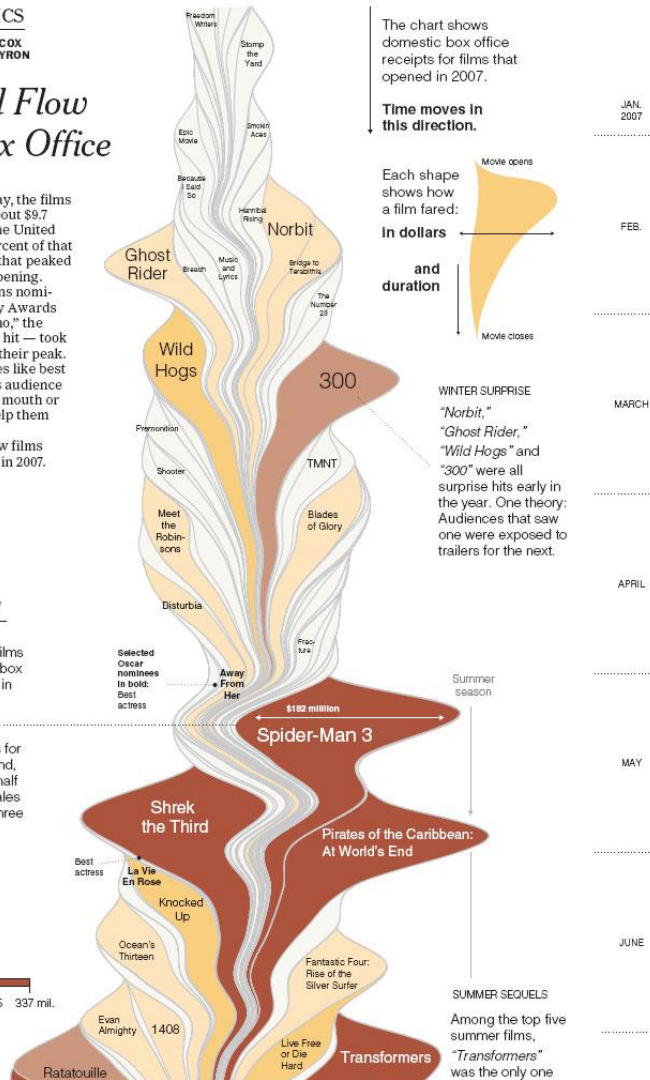 ICS
COX
YRON
l Flow
x Office
ay, the films
out $9.7
ne United
rcent of that
that peaked
pening.
ns nomi-
y Awards
no," the
hit — took
their peak.
es like best
s audience
mouth or
elp them
w films
in 2007.
ilms
box
in
s for
nd,
half
ales
hree
5 337 mil.
Freedom
Writers
Stomp
the
Yard
Epic
Movie
Smokin'
Aces
Because
I Said
So
Hannibal
Rising
Norbit
Ghost
Rider
Breach
Music
and
Lyrics
Bridge to
Terabithia
The
Number
23
Wild
Hogs
300
Premonition
Shooter
TMNT
Meet
the
Robin-
sons
Blades
of Glory
Disturbia
Frac-
ture
Selected
Oscar
nominees
in bold:
Best
actress
Away
From
Her
$182 million
Spider-Man 3
Shrek
the Third
Pirates of the Caribbean:
At World's End
Best
actress
La Vie
En Rose
Knocked
Up
Ocean's
Thirteen
Fantastic Four:
Rise of the
Silver Surfer
Evan
Almighty
1408
Live Free
or Die
Hard
Transformers
Ratatouille
The chart shows
domestic box office
receipts for films that
opened in 2007.
Time moves in
this direction.
Each shape
shows how
a film fared:
in dollars
and
duration
Movie opens
Movie closes
WINTER SURPRISE
"Norbit,"
"Ghost Rider,"
"Wild Hogs" and
"300" were all
surprise hits early in
the year. One theory:
Audiences that saw
one were exposed to
trailers for the next.
Summer
season
SUMMER SEQUELS
Among the top five
summer films,
"Transformers"
was the only one
JAN.
2007
FEB.
MARCH
APRIL
MAY
JUNE